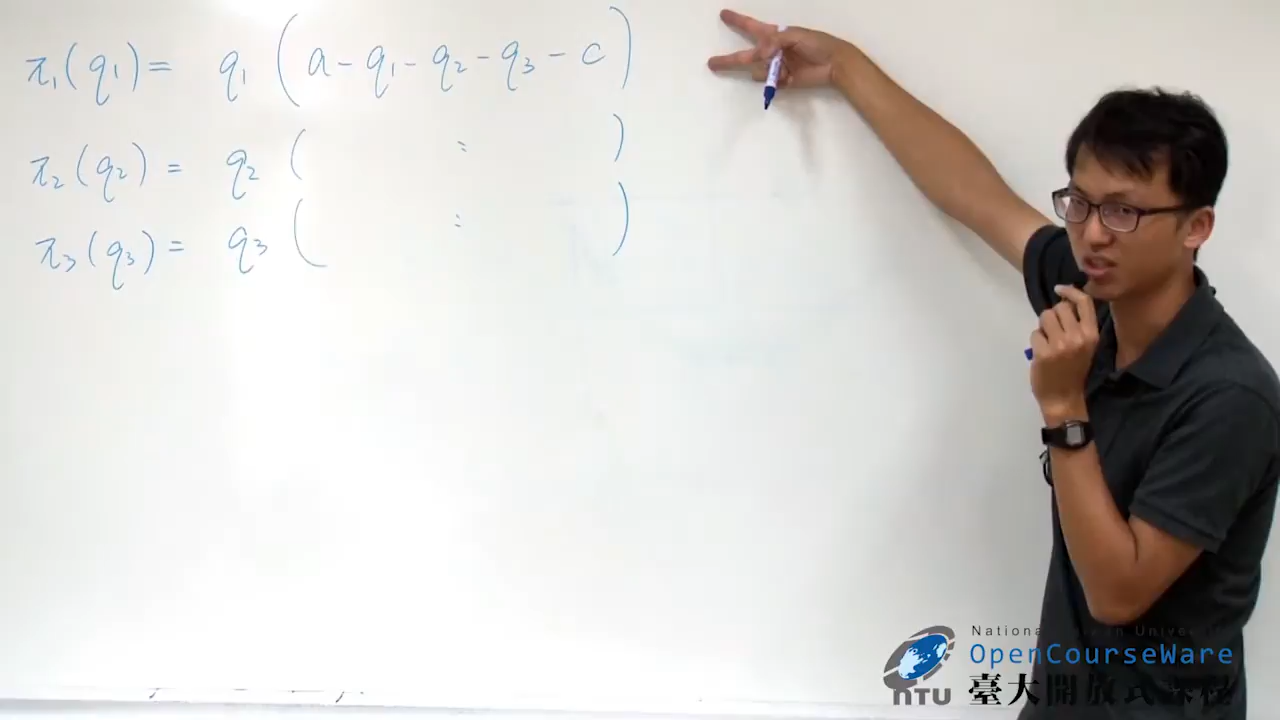 π₁(q₁) = q₁ (a - q₁ - q₂ - q₃ - c)
π₂(q₂) = q₂ ( : )
π₃(q₃) = q₃ ( : )
National Taiwan University
OpenCourseWare
NTU 臺大開放式課程